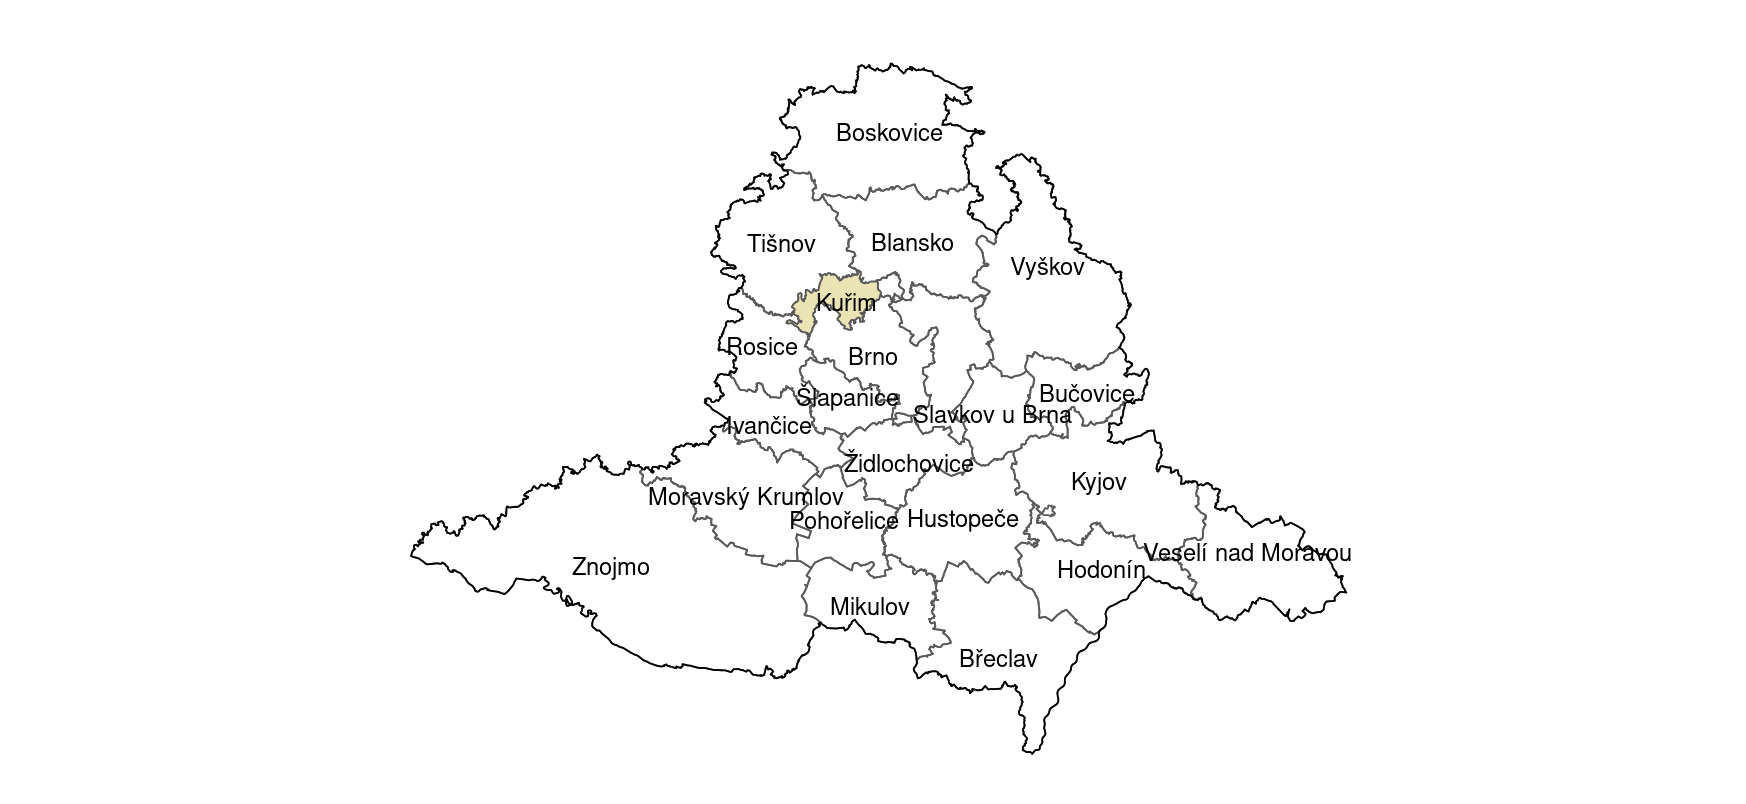 Boskovice
Tišnov
Blansko
Vyškov
Kuřim
Rosice
Brno
Šlapanice
Bučovice
Slavkov u Brna
Ivančice
Židlochovice
Kyjov
Moravský Krumlov
Pohořelice
Hustopeče
Veselí nad Moravou
Znojmo
Hodonín
Mikulov
Břeclav